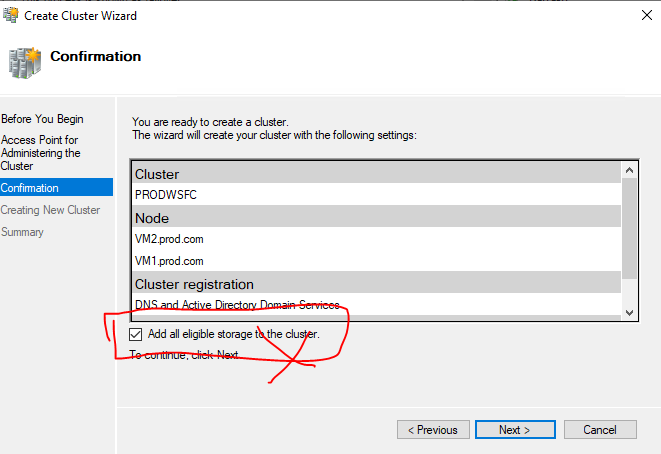 Create Cluster Wizard
Confirmation
Before You Begin
Access Point for
Administering the
Cluster
Confirmation
Creating New Cluster
Summary
You are ready to create a cluster.
The wizard will create your cluster with the following settings:
Cluster
PRODWSFC
Node
VM2.prod.com
VM1.prod.com
Cluster registration
DNS and Active Directory Domain Services
Add all eligible storage to the cluster.
To continue, click Next.
< Previous
Next >
Cancel